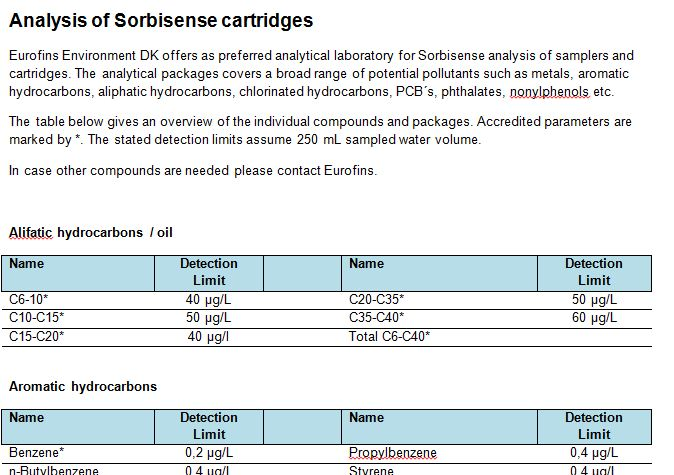 Analysis of Sorbisense cartridges
Eurofins Environment DK offers as preferred analytical laboratory for Sorbisense analysis of samplers and
cartridges. The analytical packages covers a broad range of potential pollutants such as metals, aromatic
hydrocarbons, aliphatic hydrocarbons, chlorinated hydrocarbons, PCB´s, phthalates, nonylphenols etc.
The table below gives an overview of the individual compounds and packages. Accredited parameters are
marked by *. The stated detection limits assume 250 mL sampled water volume.
In case other compounds are needed please contact Eurofins.
Alifatic hydrocarbons / oil
Name Detection Name Detection
Limit Limit
C6-10* 40 µg/L C20-C35* 50 µg/L
C10-C15* 50 µg/L C35-C40* 60 µg/L
C15-C20* 40 µg/l Total C6-C40*
Aromatic hydrocarbons
Name Detection Name Detection
Limit Limit
Benzene* 0,2 µg/L Propylbenzene 0,4 µg/L
n-Butylbenzene 0,4 µg/l Styrene 0,4 µg/l